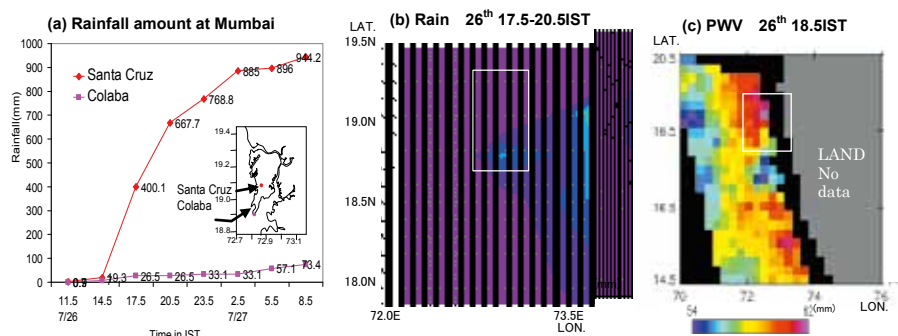 (a) Rainfall amount at Mumbai
1000
900
800
700
600
500
400
300
200
100
0
Rainfall(mm)
Santa Cruz
Colaba
944.2
885
896
768.8
667.7
400.1
26.5
26.5
33.1
33.1
57.1
73.4
19.4
19.2
19.1
18.9
18.8
72.7
72.9
73.1
Santa Cruz
Colaba
11.5
14.5
17.5
20.5
23.5
2.5
5.5
8.5
7/26
7/27
Time in IST
(b) Rain 26th 17.5-20.5IST
LAT.
19.5N
19.0N
18.5N
18.0N
72.0E
73.5E
LON.
(c) PWV 26th 18.5IST
LAT.
20.5
18.5
16.5
14.5
LAND
No
data
70
72
74
76
LON.
(mm)